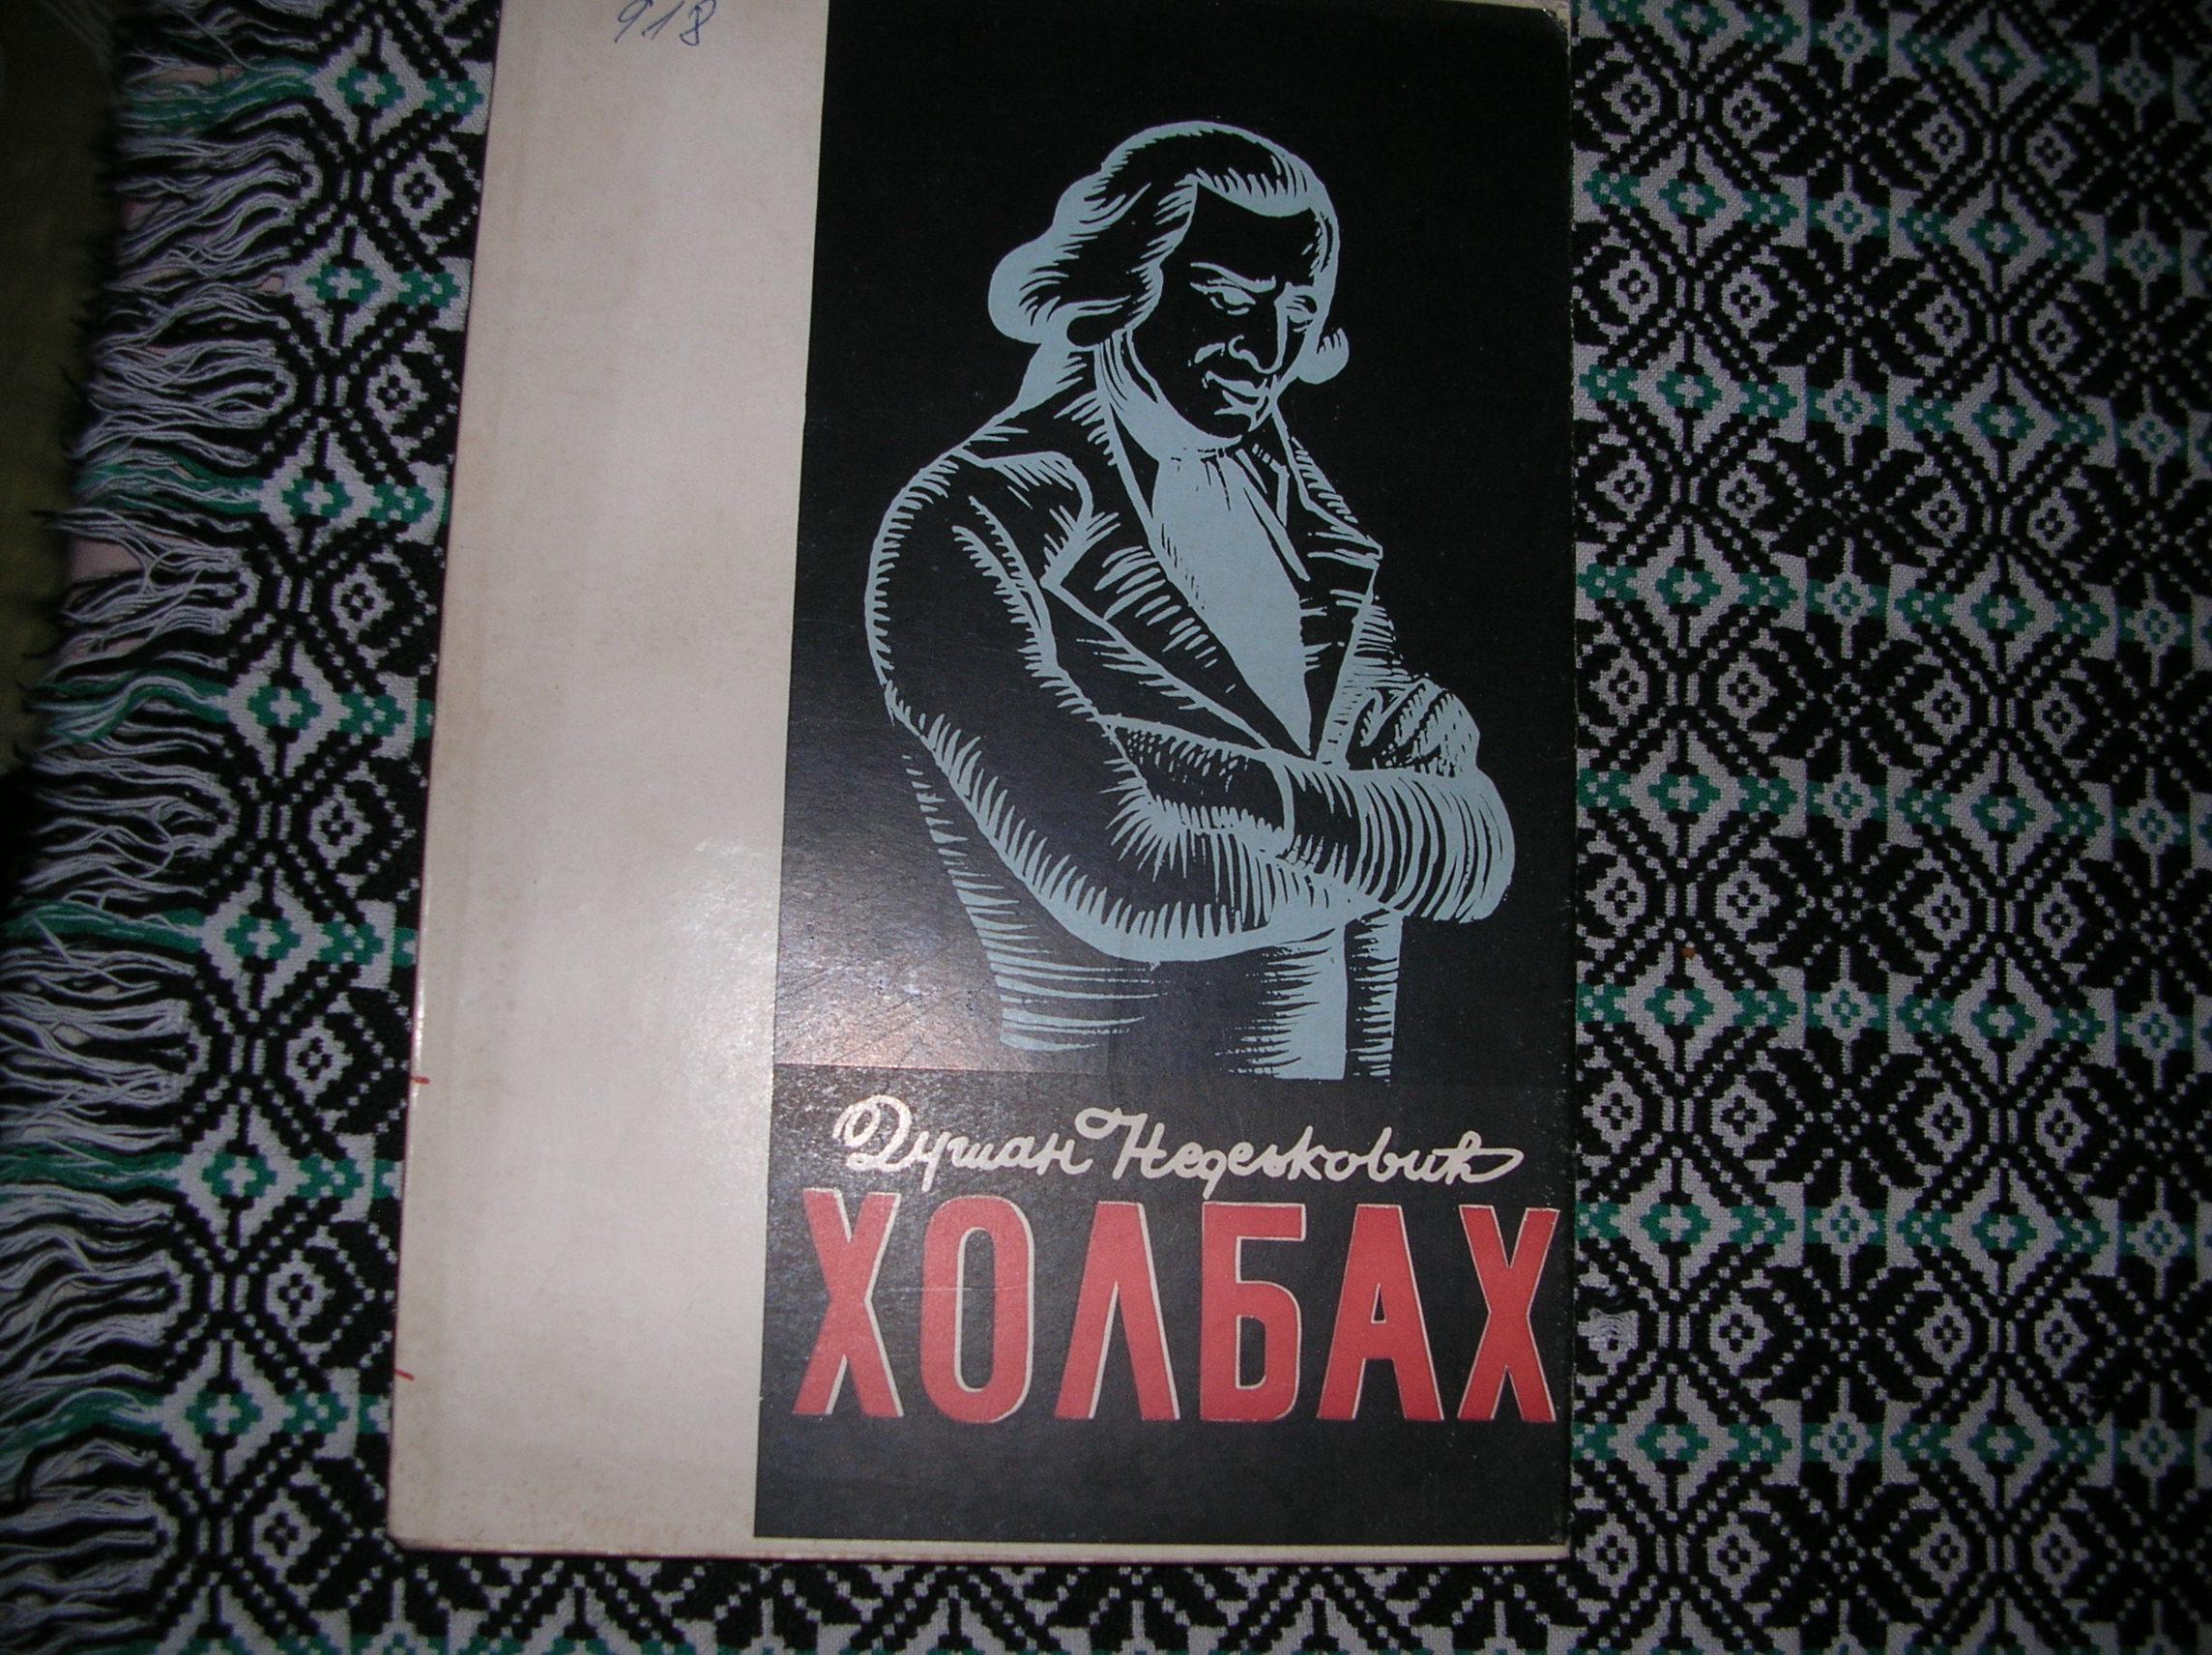 918
Душан Недељковић
ХОЛБАХ